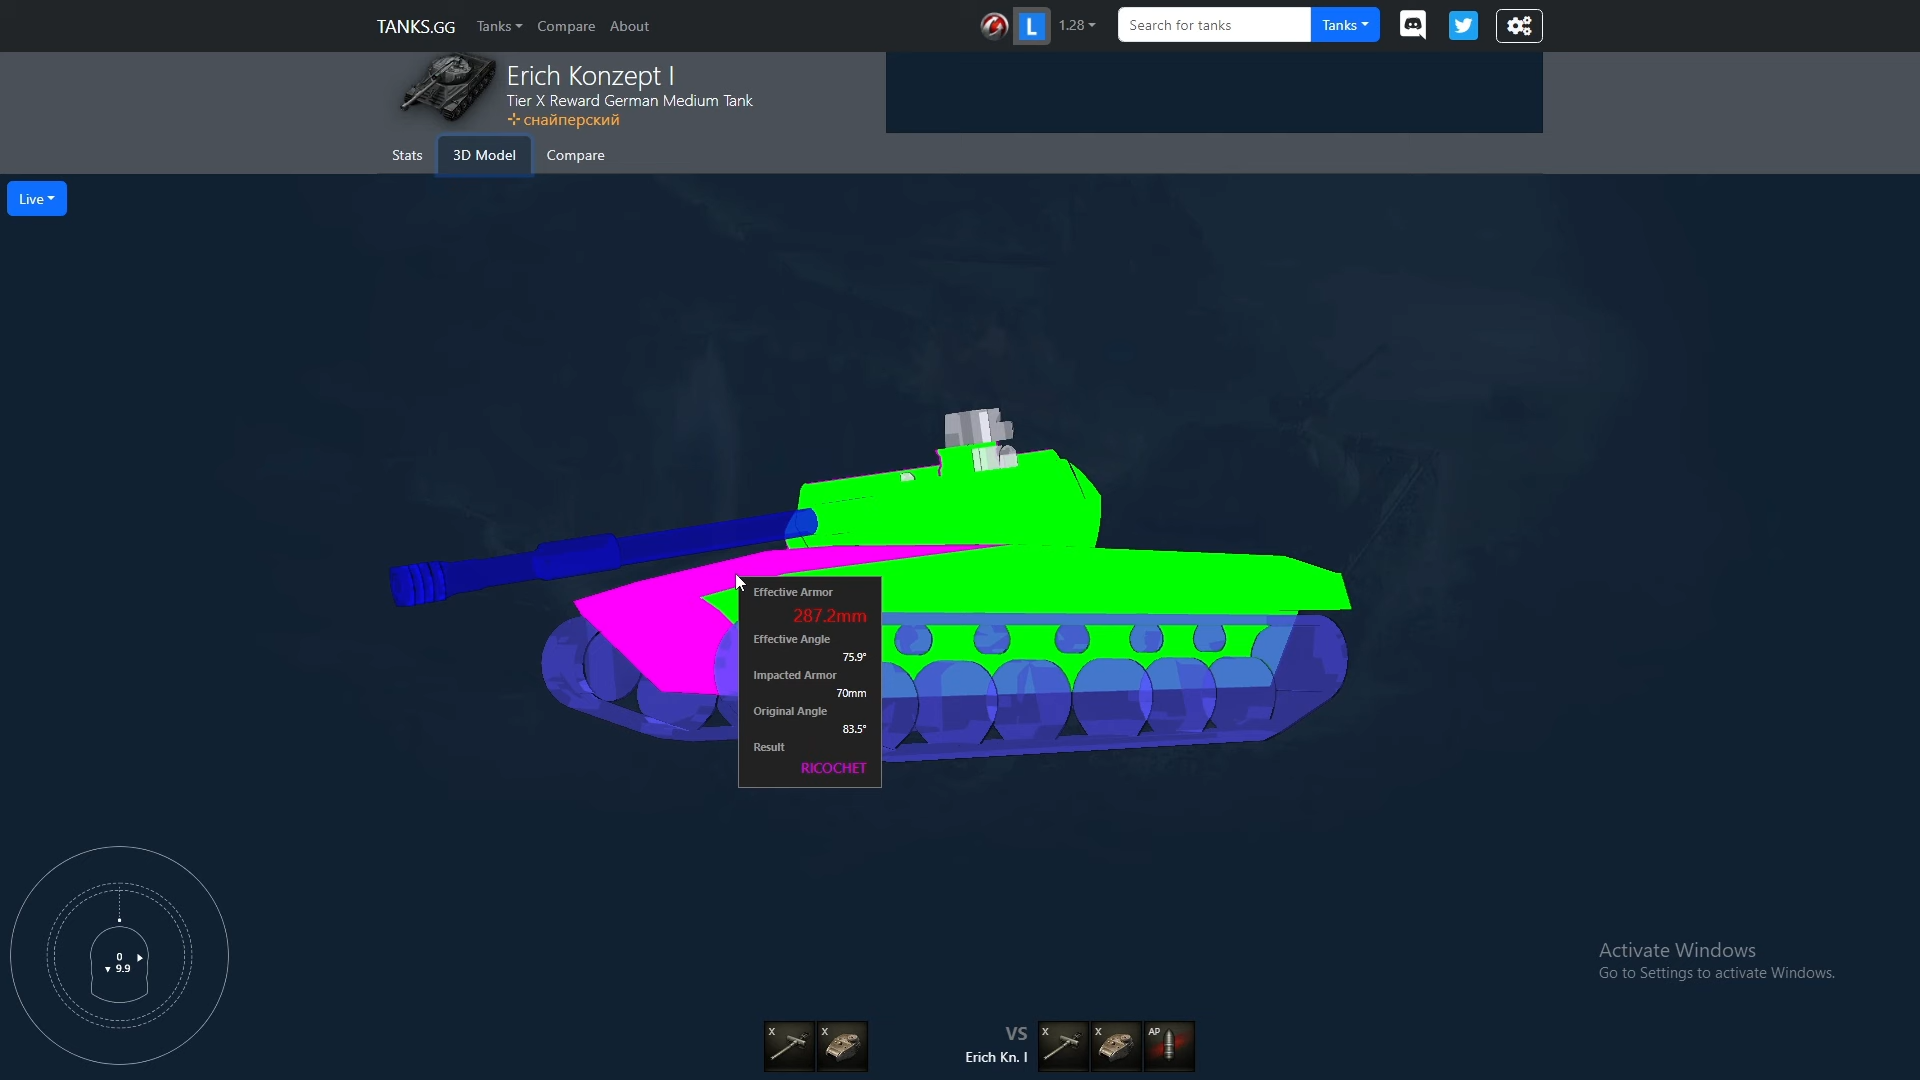 TANKS.GG Tanks Compare About L 1.28 Search for tanks Tanks
Erich Konzept I
Tier X Reward German Medium Tank
снайперский
Stats 3D Model Compare
Live
Effective Armor
287.2mm
Effective Angle
75.9°
Impacted Armor
70mm
Original Angle
83.5°
Result
RICOCHET
0
9.9
Activate Windows
Go to Settings to activate Windows.
X X VS X X AP
Erich Kn. I